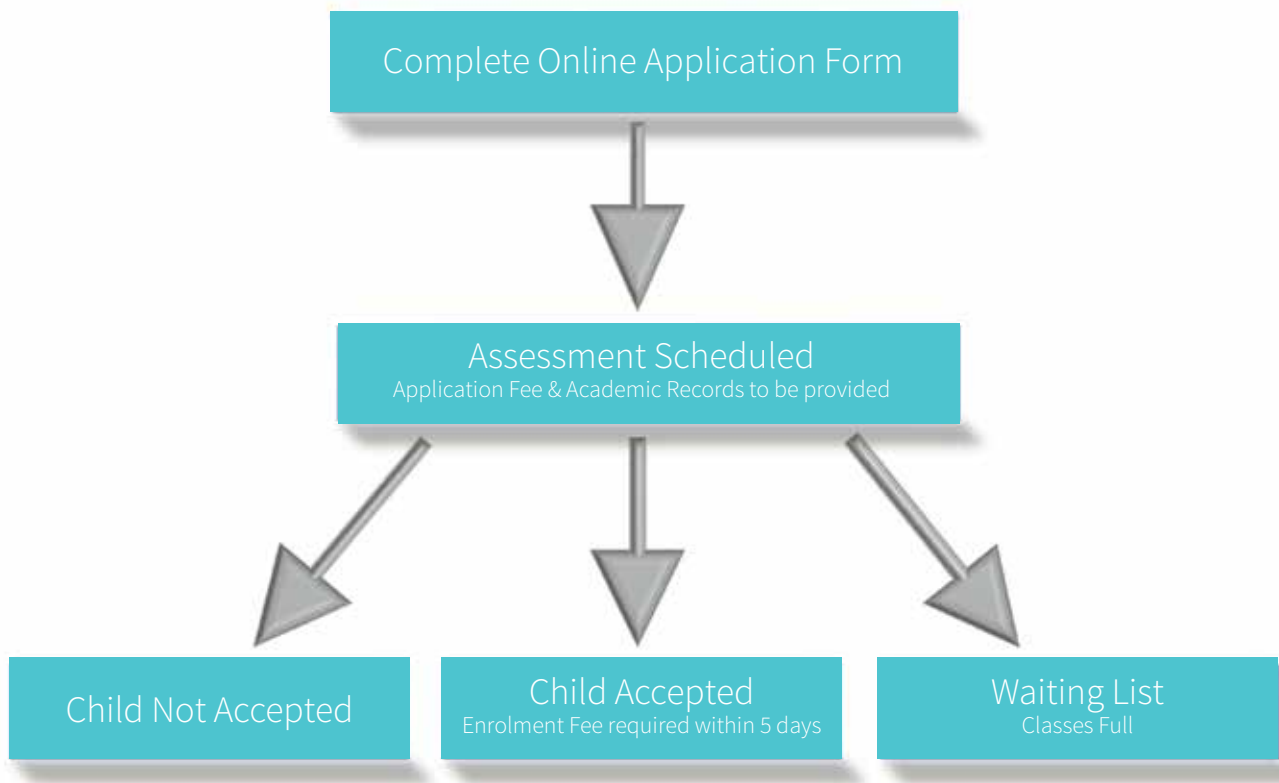 Complete Online Application Form
Assessment Scheduled
Application Fee & Academic Records to be provided
Child Not Accepted
Child Accepted
Enrolment Fee required within 5 days
Waiting List
Classes Full